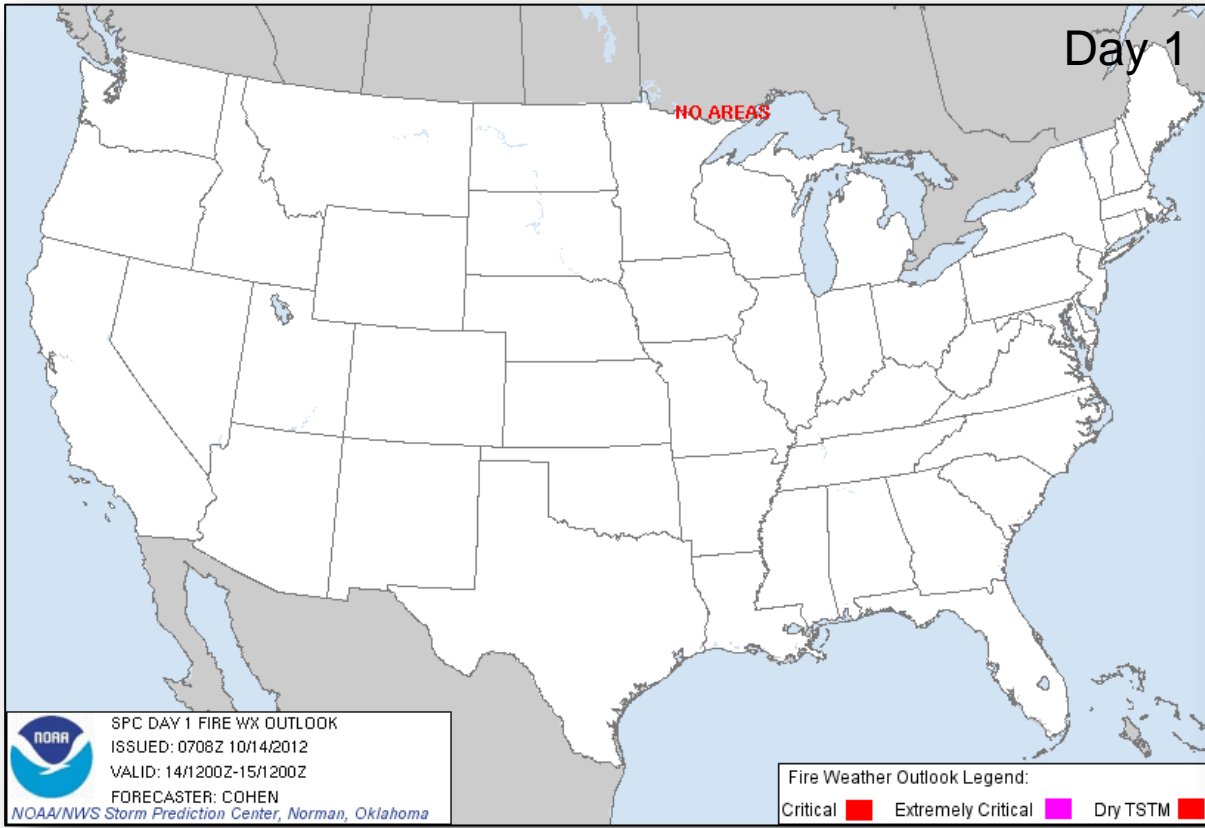 Day 1
NO AREAS
NOAA
SPC DAY 1 FIRE WX OUTLOOK
ISSUED: 0708Z 10/14/2012
VALID: 14/1200Z-15/1200Z
FORECASTER: COHEN
NOAA/NWS Storm Prediction Center, Norman, Oklahoma
Fire Weather Outlook Legend:
Critical Extremely Critical Dry TSTM